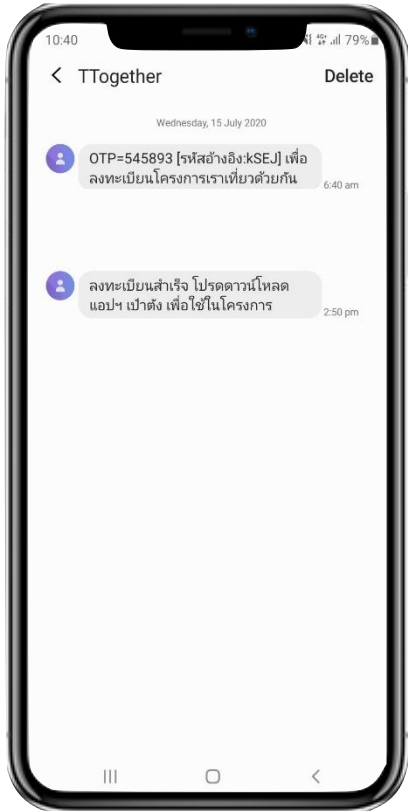 10:40
79%
TTogether
Delete
Wednesday, 15 July 2020
OTP=545893 [รหัสอ้างอิง:kSEJ] เพื่อ
ลงทะเบียนโครงการเราเที่ยวด้วยกัน
6:40 am
ลงทะเบียนสำเร็จ โปรดดาวน์โหลด
แอปฯ เป๋าตัง เพื่อใช้ในโครงการ
2:50 pm